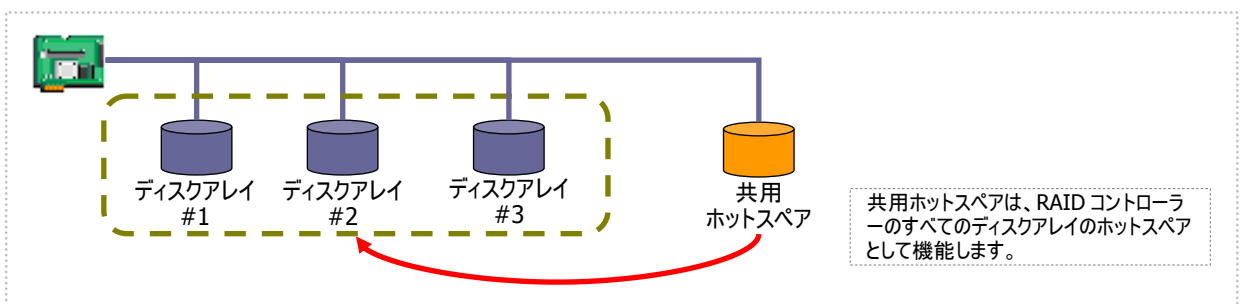 ディスクアレイ
#1
ディスクアレイ
#2
ディスクアレイ
#3
共用
ホットスペア
共用ホットスペアは、RAID コントローラ
ーのすべてのディスクアレイのホットスペア
として機能します。